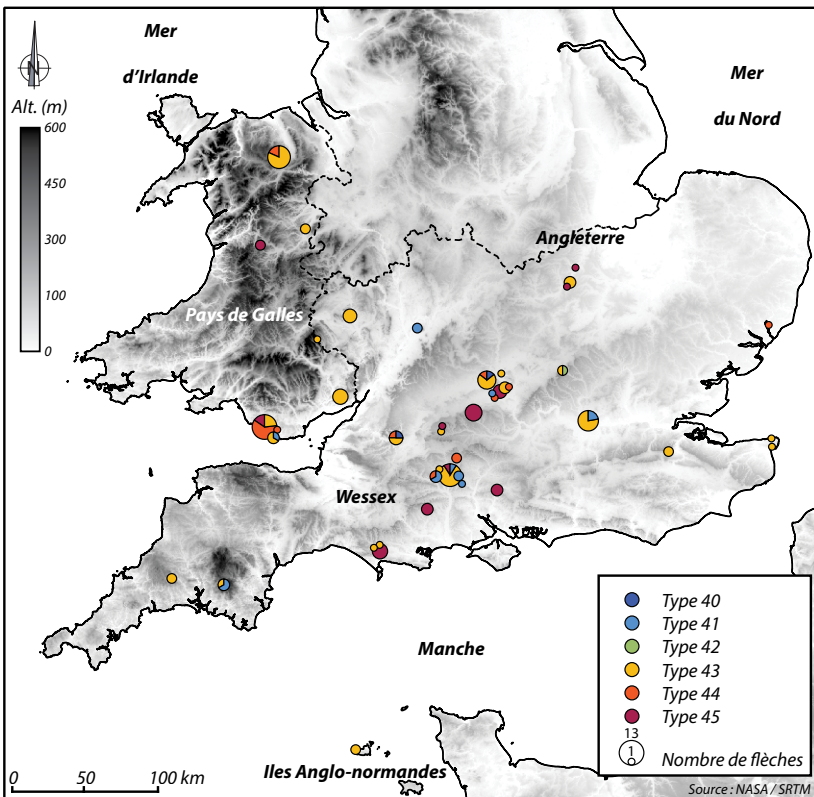 Mer
d'Irlande
Mer
du Nord
N
Alt. (m)
600
450
300
100
0
Angleterre
Pays de Galles
Wessex
Manche
Iles Anglo-normandes
0 50 100 km
Type 40
Type 41
Type 42
Type 43
Type 44
Type 45
13
1
Nombre de flèches
Source : NASA / SRTM